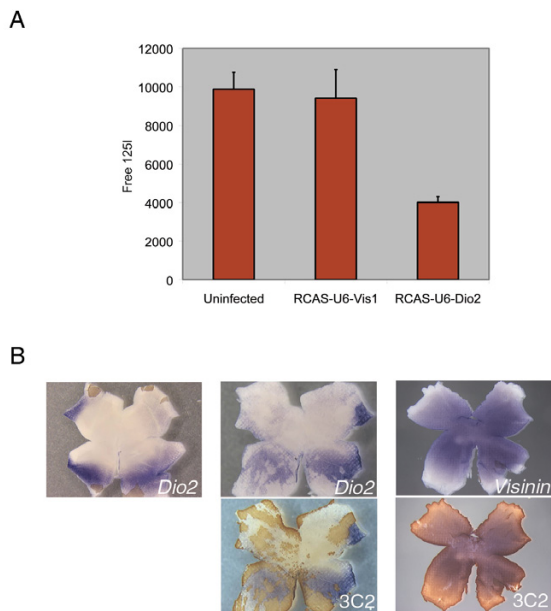 A
12000
10000
8000
6000
4000
2000
0
Free 125I
Uninfected RCAS-U6-Vis1 RCAS-U6-Dio2
B
Dio2 Dio2 Visinin
3C2 3C2